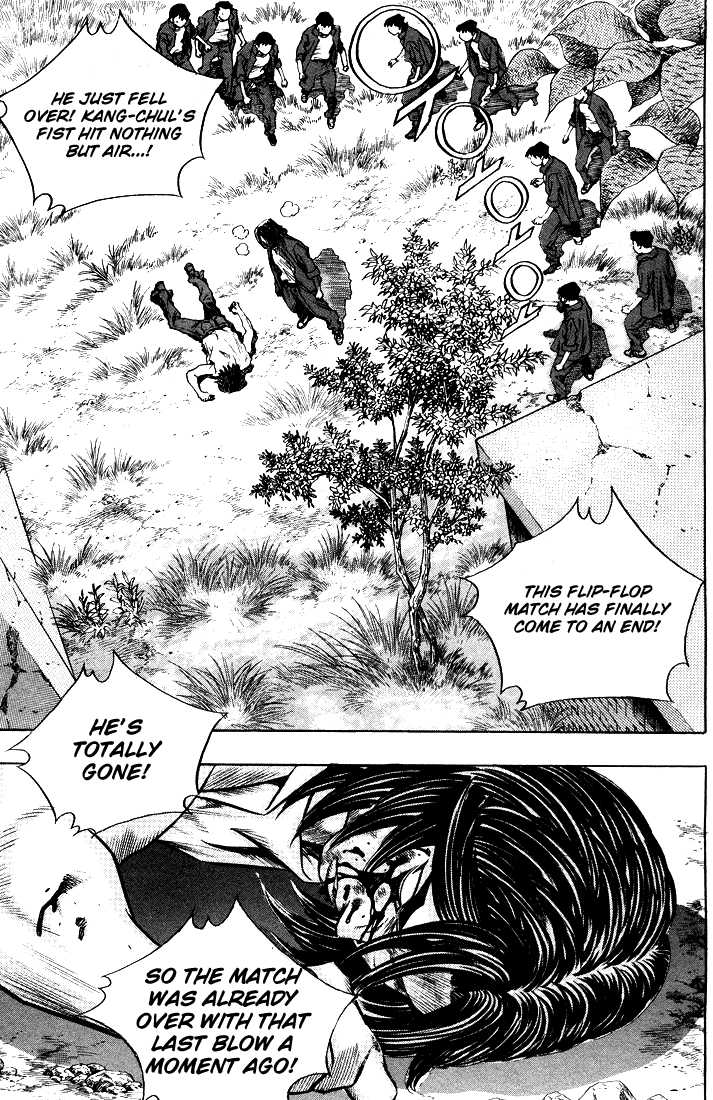 HE JUST FELL
OVER! KANG-CHUL'S
FIST HIT NOTHING
BUT AIR...!
THIS FLIP-FLOP
MATCH HAS FINALLY
COME TO AN END!
HE'S
TOTALLY
GONE!
SO THE MATCH
WAS ALREADY
OVER WITH THAT
LAST BLOW A
MOMENT AGO!